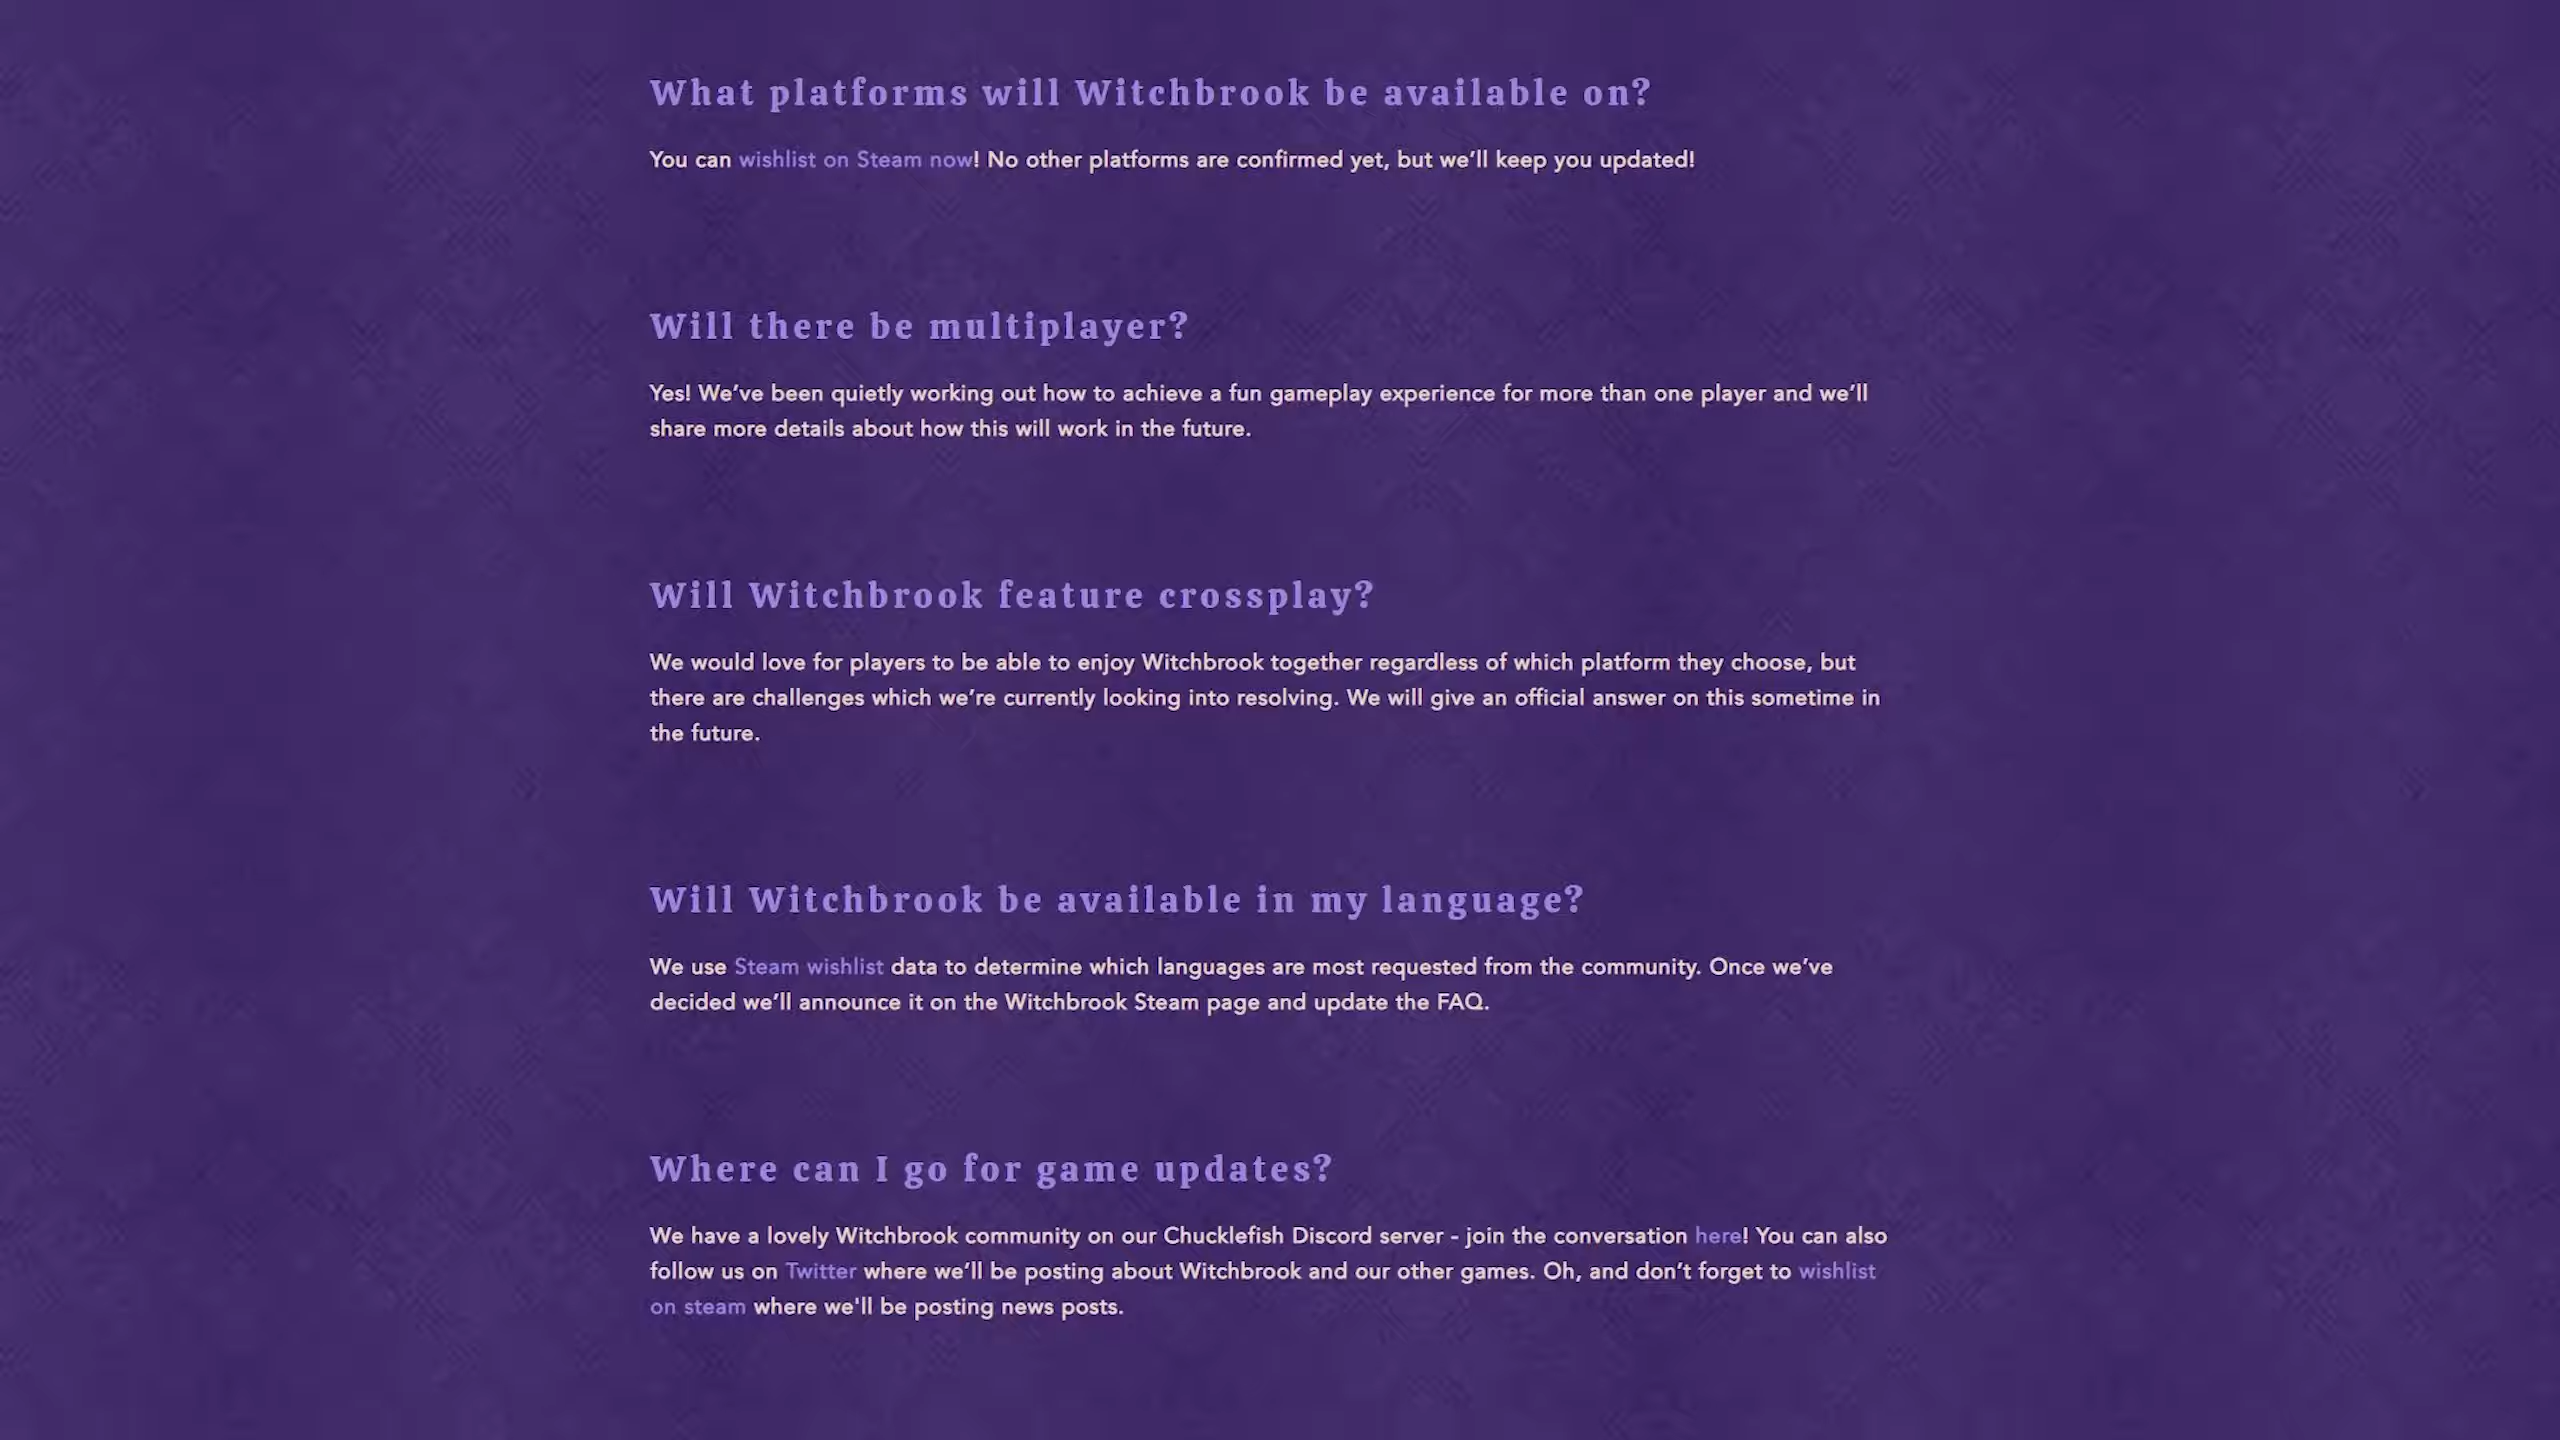 What platforms will Witchbrook be available on?
You can wishlist on Steam now! No other platforms are confirmed yet, but we’ll keep you updated!
Will there be multiplayer?
Yes! We’ve been quietly working out how to achieve a fun gameplay experience for more than one player and we’ll
share more details about how this will work in the future.
Will Witchbrook feature crossplay?
We would love for players to be able to enjoy Witchbrook together regardless of which platform they choose, but
there are challenges which we’re currently looking into resolving. We will give an official answer on this sometime in
the future.
Will Witchbrook be available in my language?
We use Steam wishlist data to determine which languages are most requested from the community. Once we’ve
decided we’ll announce it on the Witchbrook Steam page and update the FAQ.
Where can I go for game updates?
We have a lovely Witchbrook community on our Chucklefish Discord server - join the conversation here! You can also
follow us on Twitter where we’ll be posting about Witchbrook and our other games. Oh, and don’t forget to wishlist
on steam where we'll be posting news posts.